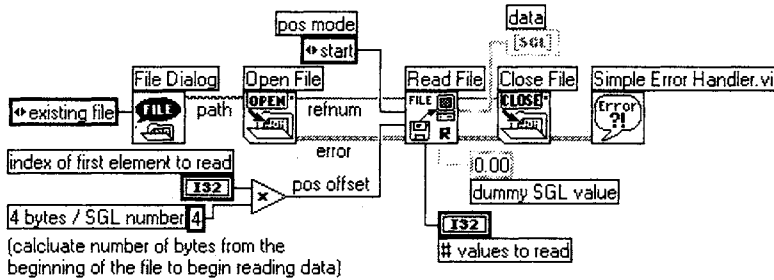 data
pos mode
[SGL]
start
File Dialog
Open File
Read File
Close File
Simple Error Handler.vi
FILE
OPEN
FILE
CLOSE
Error
?!
existing file
path
refnum
R
error
index of first element to read
I32
0.00
pos offset
x
dummy SGL value
4 bytes / SGL number
4
I32
(calcluate number of bytes from the
beginning of the file to begin reading data)
# values to read